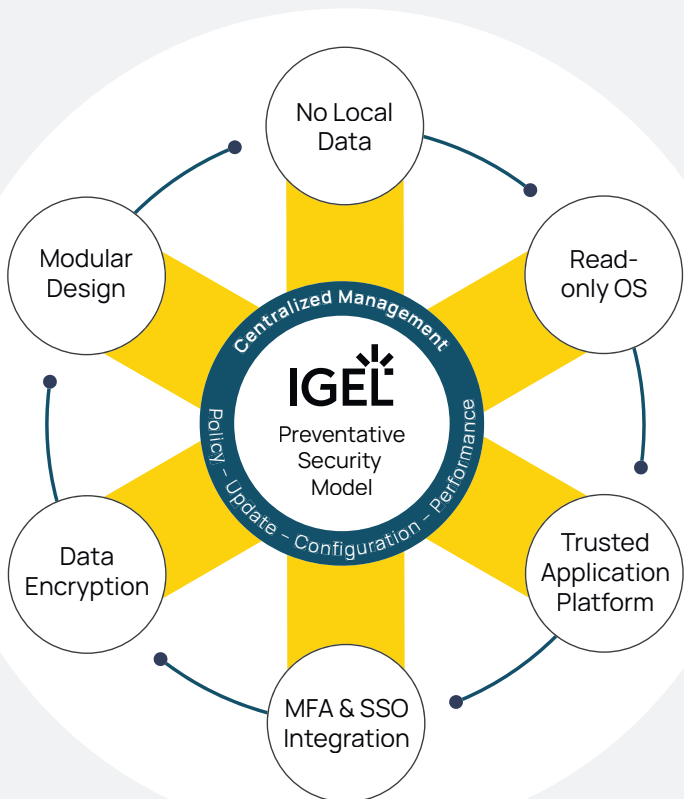 No Local
Data
Read-
only OS
Trusted
Application
Platform
MFA & SSO
Integration
Data
Encryption
Modular
Design
Centralized Management
Policy - Update - Configuration - Performance
IGEL
Preventative
Security
Model